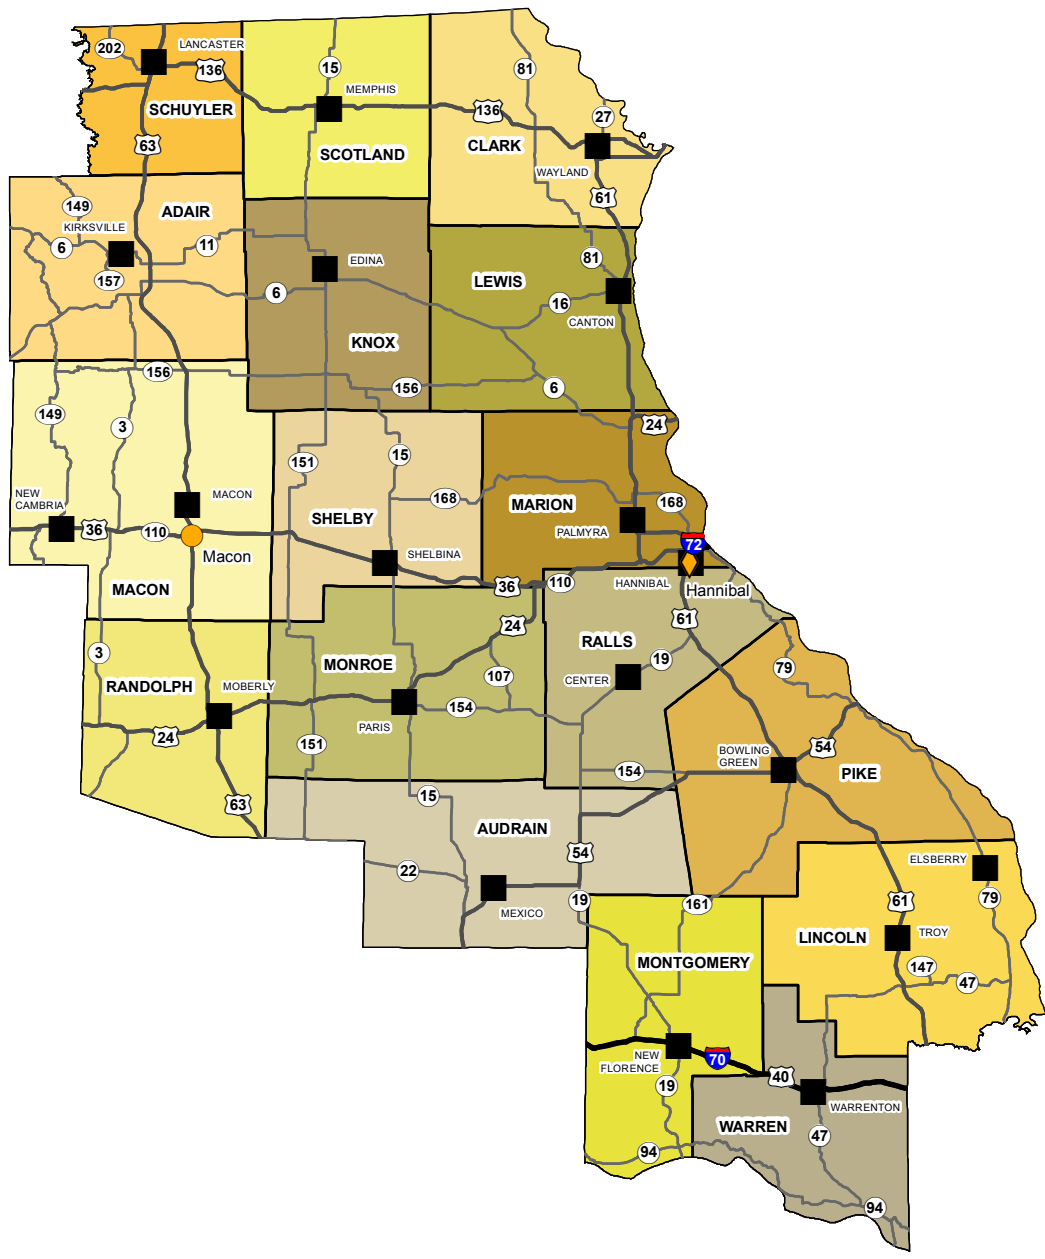 LANCASTER
202
136
15
81
63
SCHUYLER
MEMPHIS
136
27
SCOTLAND
CLARK
WAYLAND
61
149
ADAIR
KIRKSVILLE
6
11
157
EDINA
81
LEWIS
6
16
CANTON
KNOX
156
156
6
149
3
24
151
15
NEW
CAMBRIA
MACON
168
168
MARION
SHELBY
PALMYRA
36
110
72
Macon
SHELBINA
HANNIBAL
Hannibal
MACON
36
110
24
61
3
MONROE
RALLS
19
79
RANDOLPH
MOBERLY
107
CENTER
154
PARIS
24
151
BOWLING
GREEN
54
154
PIKE
63
15
AUDRAIN
54
22
ELSBERRY
MEXICO
19
161
61
79
LINCOLN
TROY
MONTGOMERY
147
47
NEW
FLORENCE
70
19
40
WARRENTON
WARREN
47
94
94